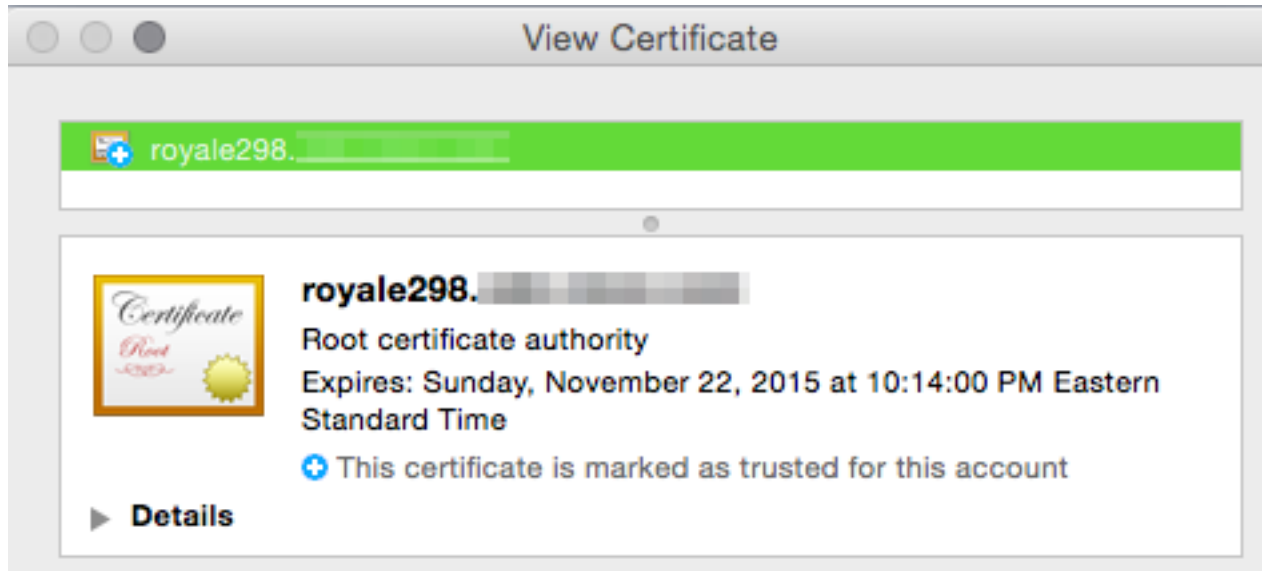 View Certificate
royale298.
Certificate
Root
royale298.
Root certificate authority
Expires: Sunday, November 22, 2015 at 10:14:00 PM Eastern
Standard Time
This certificate is marked as trusted for this account
Details